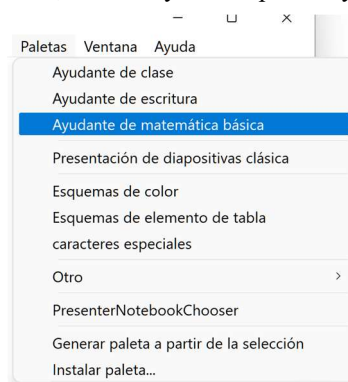 Paletas Ventana Ayuda
Ayudante de clase
Ayudante de escritura
Ayudante de matemática básica
Presentación de diapositivas clásica
Esquemas de color
Esquemas de elemento de tabla
caracteres especiales
Otro
PresenterNotebookChooser
Generar paleta a partir de la selección
Instalar paleta...